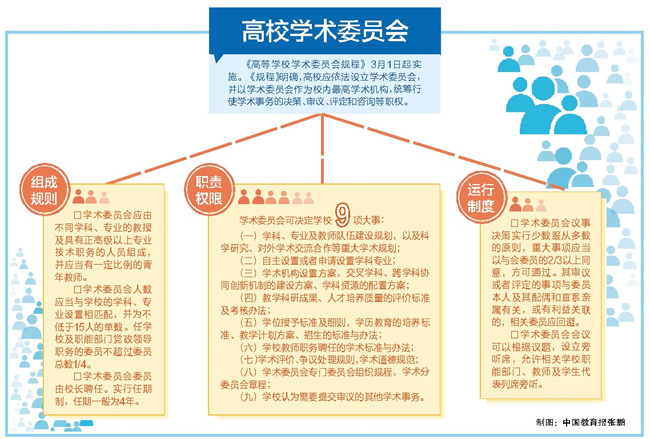 高校学术委员会
《高等学校学术委员会规程》3月1日起实
施。《规程》明确,高校应依法设立学术委员会,
并以学术委员会作为校内最高学术机构,统筹行
使学术事务的决策、审议、评定和咨询等职权。
组成
规则
□学术委员会应由
不同学科、专业的教授
及具有正高级以上专业
技术职务的人员组成,
并应当有一定比例的青
年教师。
□学术委员会人数
应当与学校的学科、专
业设置相匹配,并为不
低于15人的单数。任学
校及职能部门党政领导
职务的委员不超过委员
总数1/4。
□学术委员会委员
由校长聘任。实行任期
制,任期一般为4年。
职责
权限
学术委员会可决定学校9项大事:
(一)学科、专业及教师队伍建设规划,以及科
学研究、对外学术交流合作等重大学术规划;
(二)自主设置或者申请设置学科专业;
(三)学术机构设置方案,交叉学科、跨学科协
同创新机制的建设方案、学科资源的配置方案;
(四)教学科研成果、人才培养质量的评价标准
及考核办法;
(五)学位授予标准及细则,学历教育的培养标
准、教学计划方案、招生的标准与办法;
(六)学校教师职务聘任的学术标准与办法;
(七)学术评价、争议处理规则,学术道德规范;
(八)学术委员会专门委员会组织规程,学术分
委员会章程;
(九)学校认为需要提交审议的其他学术事务。
运行
制度
□学术委员会议事
决策实行少数服从多数
的原则,重大事项应当
以与会委员的2/3以上同
意,方可通过。其审议
或者评定的事项与委员
本人及其配偶和直系亲
属有关,或有利益关联
的,相关委员应回避。
□学术委员会会议
可以根据议题,设立旁
听席,允许相关学校职
能部门、教师及学生代
表列席旁听。
制图:中国教育报张鹏